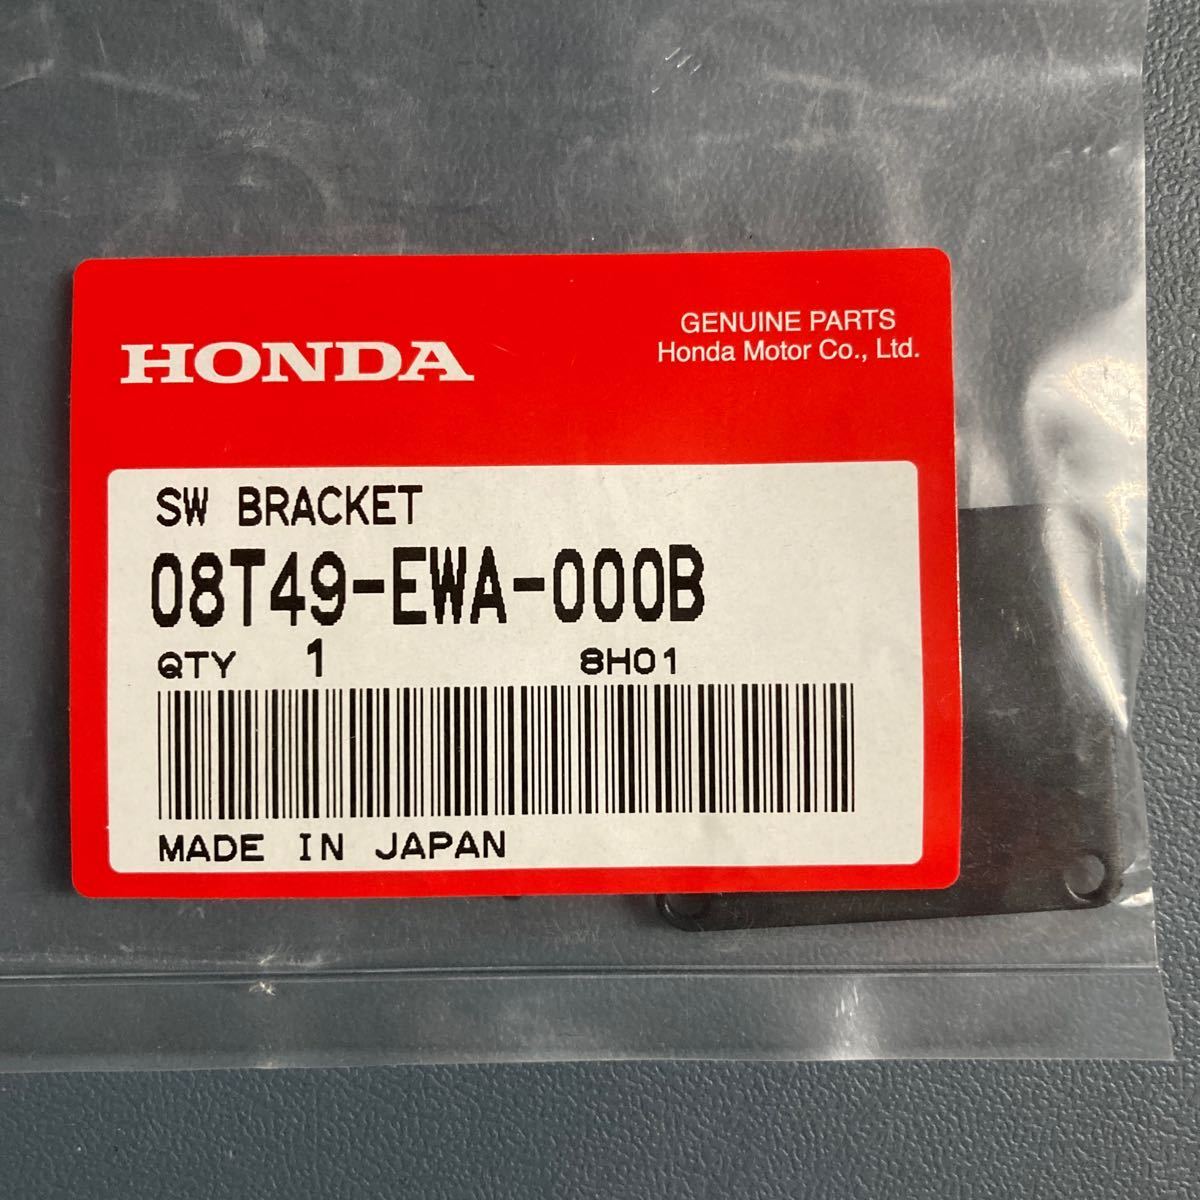 HONDA
GENUINE PARTS
Honda Motor Co., Ltd.
SW BRACKET
08T49-EWA-000B
QTY 1 8H01
MADE IN JAPAN